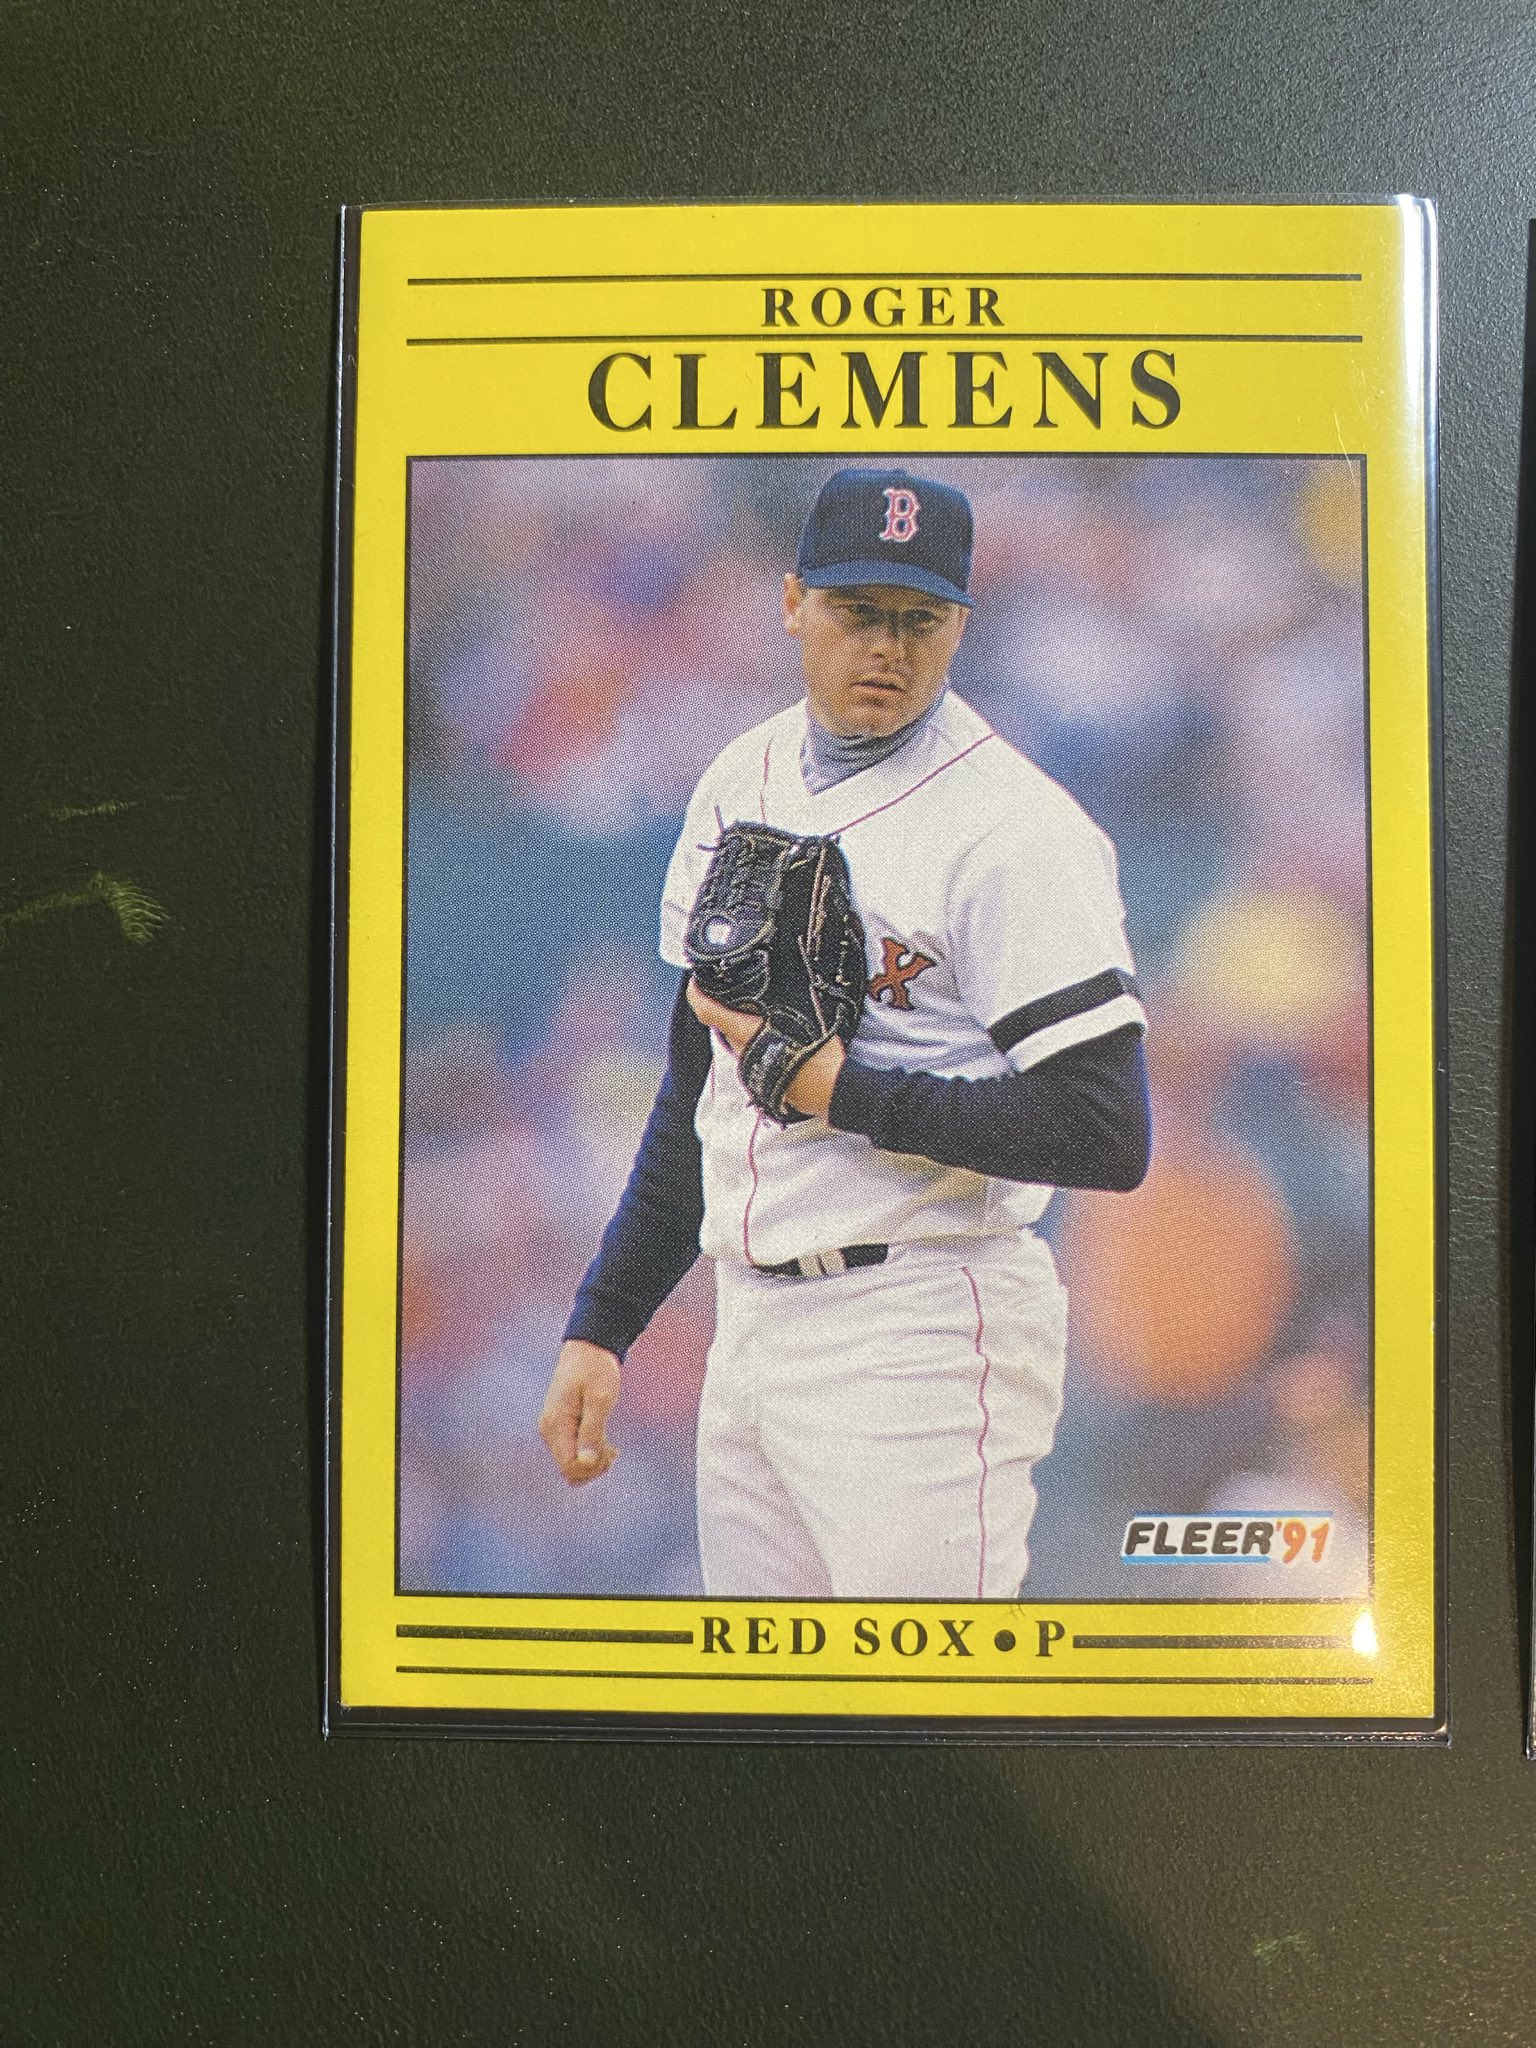 ROGER
CLEMENS
B
X
FLEER'91
RED SOX • P